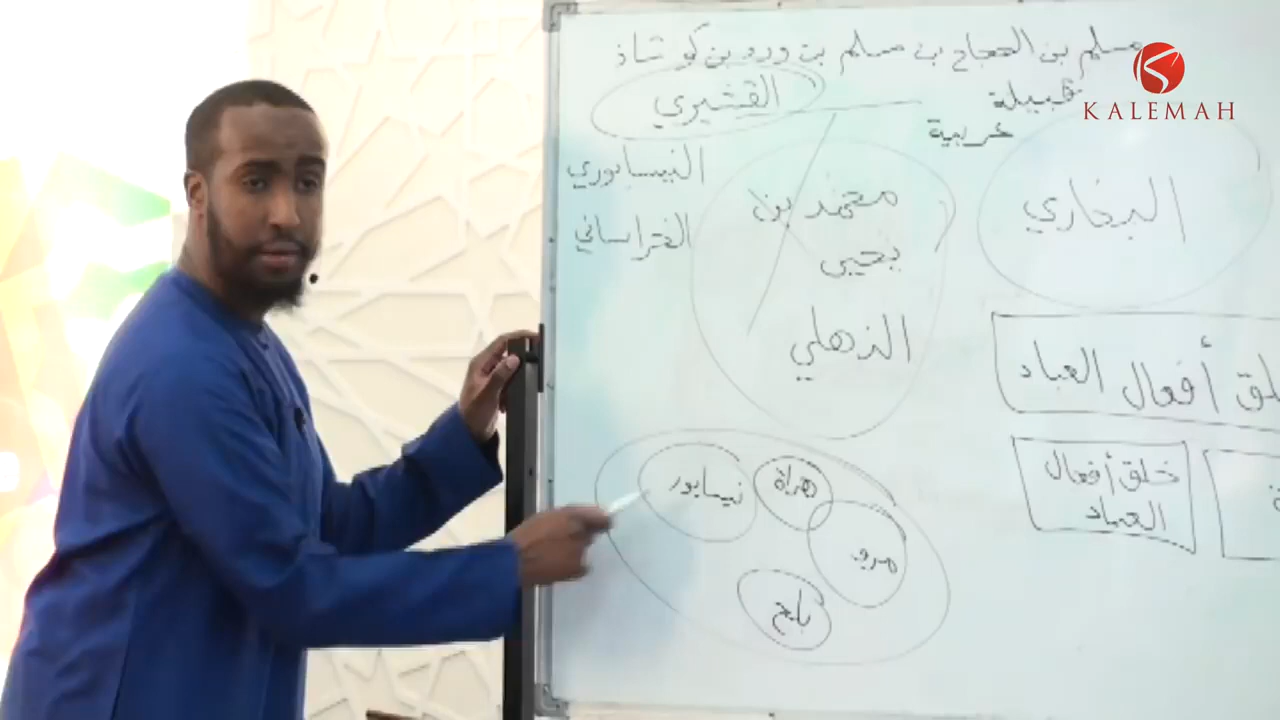 مسلم بن الحجاج بن مسلم بن ورد بن كوشاذ
القشيري
قبيلة
عربية
KALEMAH
النيسابوري
الخراساني
محمد بن
يحيى
الذهلي
البخاري
خلق أفعال العباد
خلق أفعال
العباد
نيسابور
هراة
مرو
بلخ